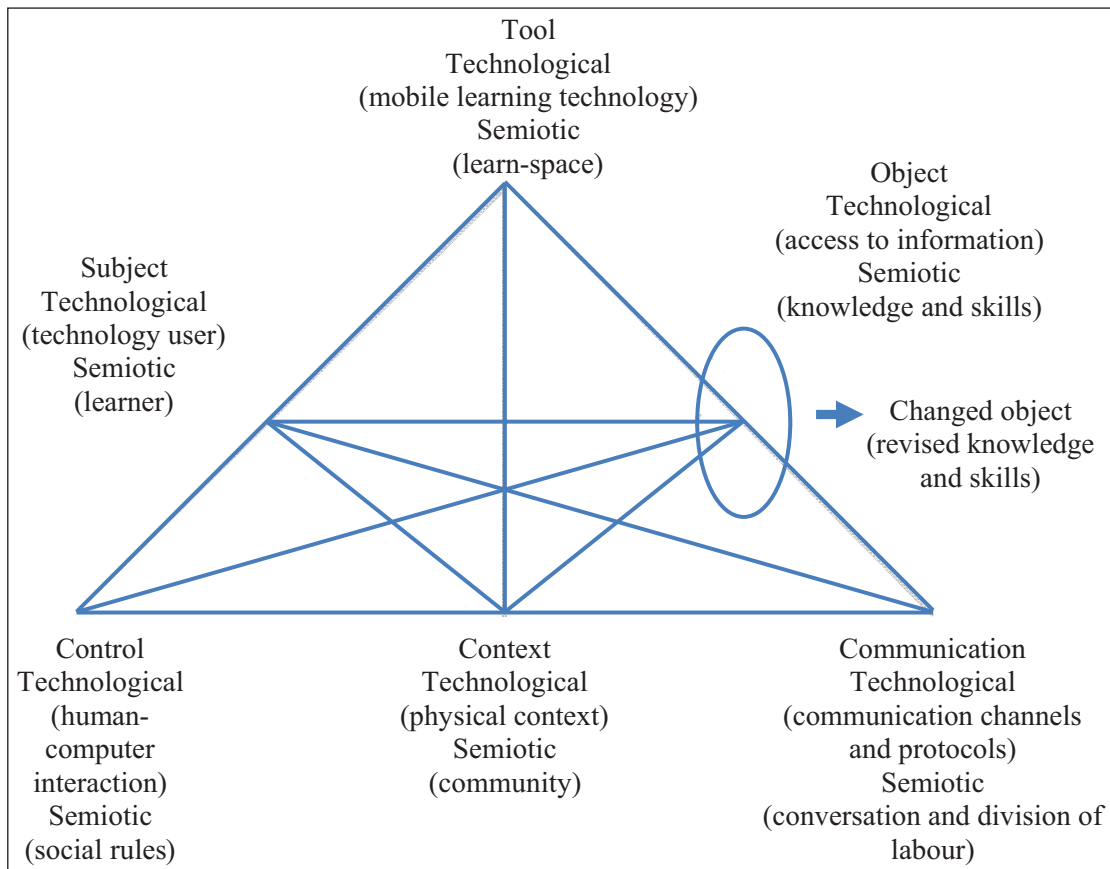 Tool
Technological
(mobile learning technology)
Semiotic
(learn-space)
Object
Technological
(access to information)
Semiotic
(knowledge and skills)
Subject
Technological
(technology user)
Semiotic
(learner)
Changed object
(revised knowledge
and skills)
Control
Technological
(human-
computer
interaction)
Semiotic
(social rules)
Context
Technological
(physical context)
Semiotic
(community)
Communication
Technological
(communication channels
and protocols)
Semiotic
(conversation and division of
labour)